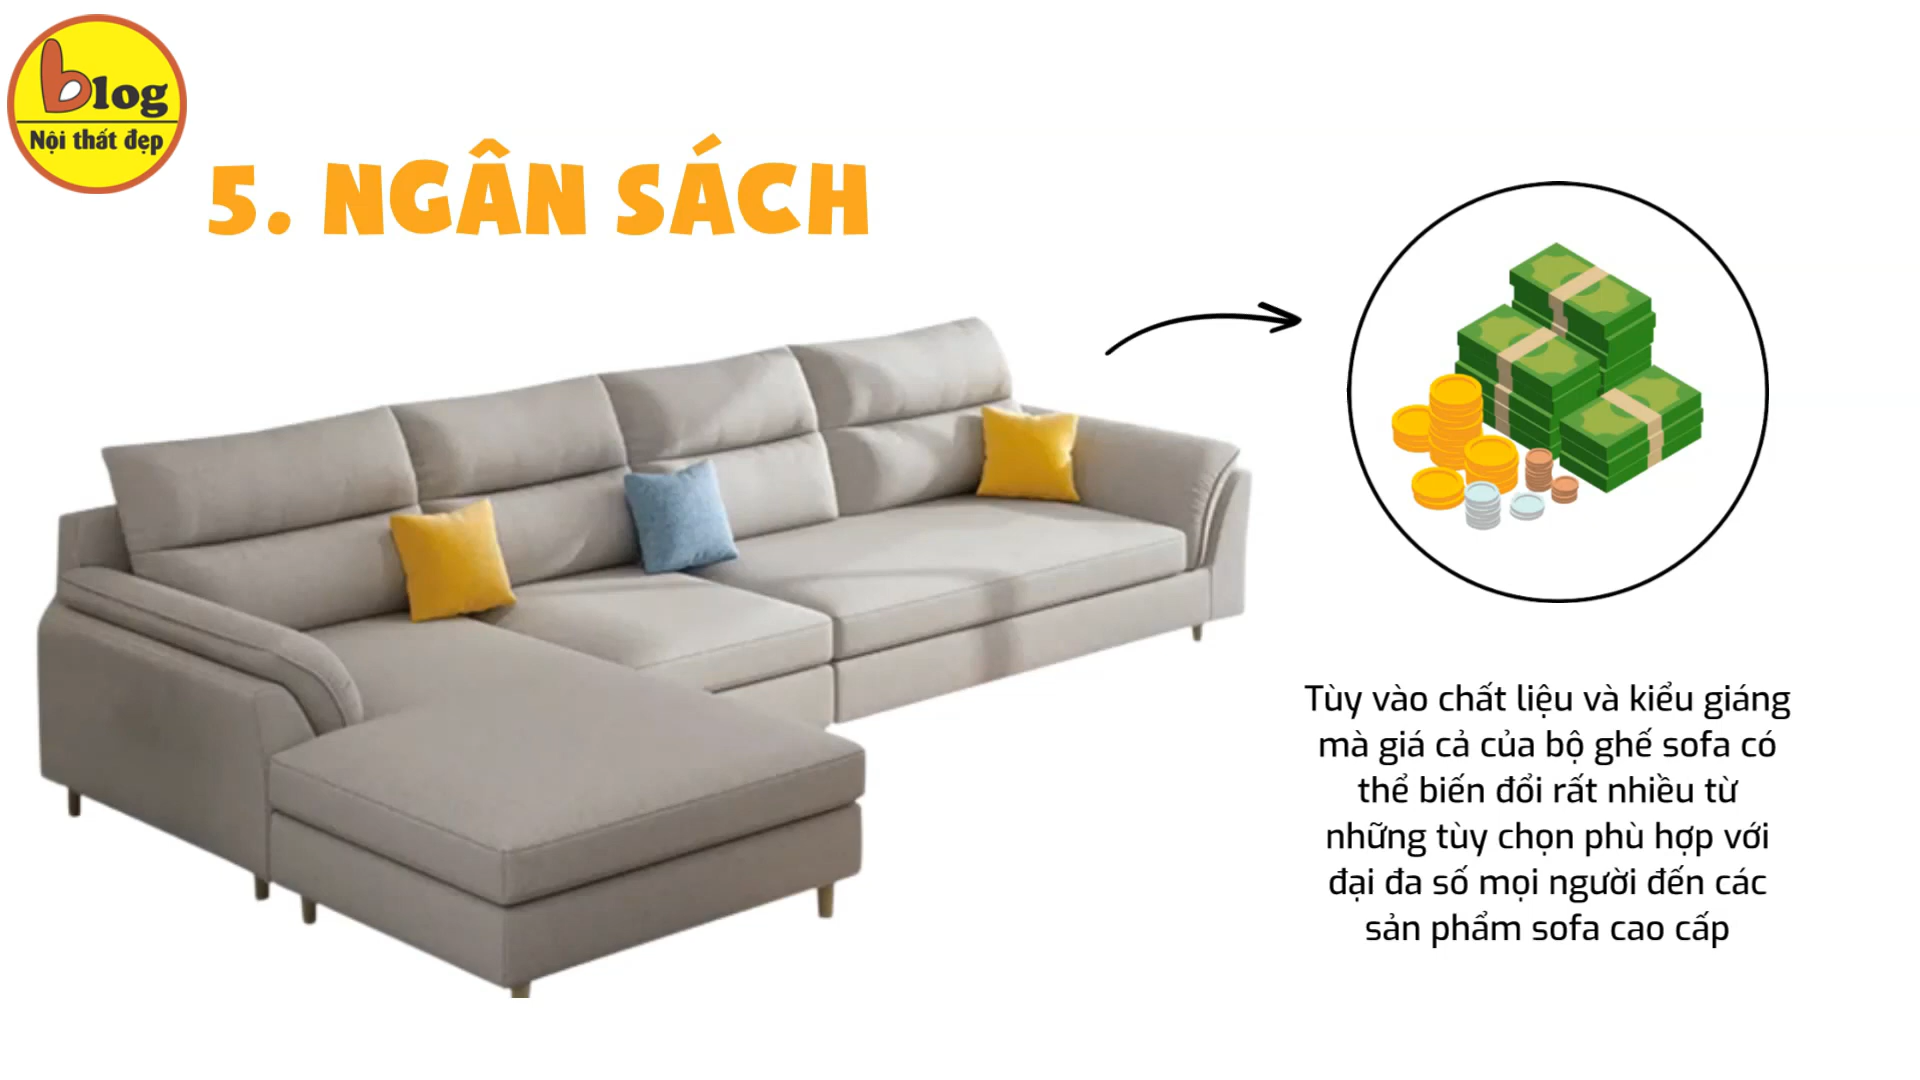 blog
Nội thất đẹp
5. NGÂN SÁCH
Tùy vào chất liệu và kiểu giáng
mà giá cả của bộ ghế sofa có
thể biến đổi rất nhiều từ
những tùy chọn phù hợp với
đại đa số mọi người đến các
sản phẩm sofa cao cấp